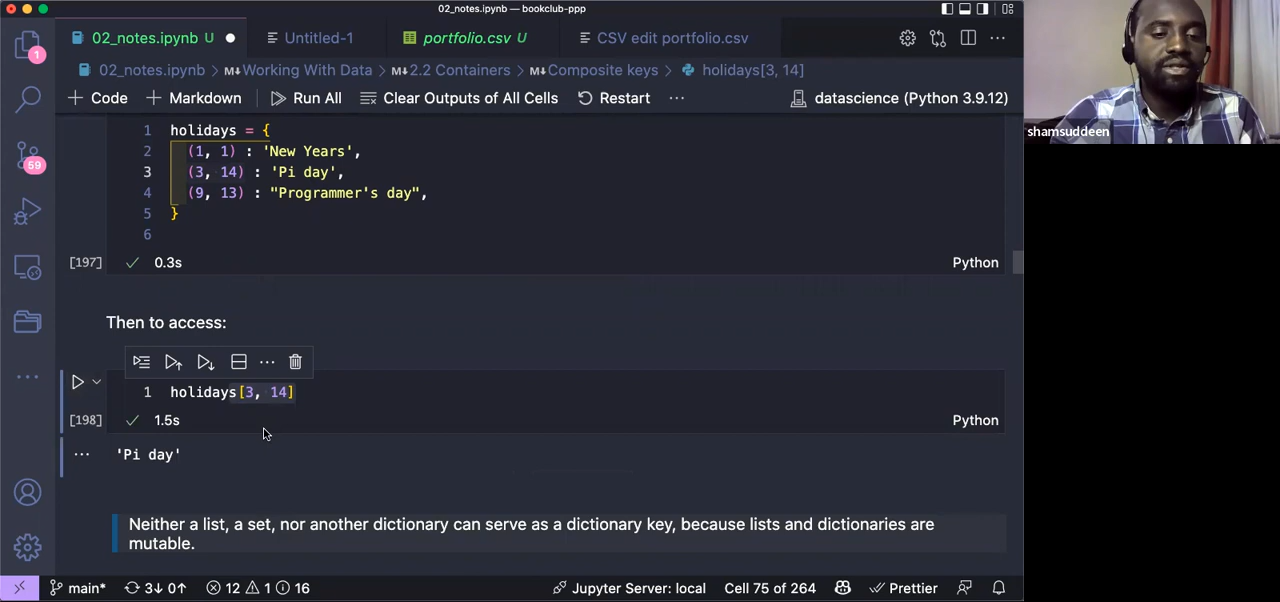 02_notes.ipynb — bookclub-ppp
02_notes.ipynb U Untitled-1 portfolio.csv U CSV edit portfolio.csv
02_notes.ipynb > M↓Working With Data > M↓2.2 Containers > M↓Composite keys > holidays[3, 14]
+ Code + Markdown Run All Clear Outputs of All Cells Restart ... datascience (Python 3.9.12)
1 holidays = {
2 (1, 1) : 'New Years',
3 (3, 14) : 'Pi day',
4 (9, 13) : "Programmer's day",
5 }
6
[197] 0.3s Python
Then to access:
1 holidays[3, 14]
[198] 1.5s Python
... 'Pi day'
Neither a list, a set, nor another dictionary can serve as a dictionary key, because lists and dictionaries are
mutable.
main* 3↓ 0↑ 12 1 16 Jupyter Server: local Cell 75 of 264 Prettier
1
59
shamsuddeen